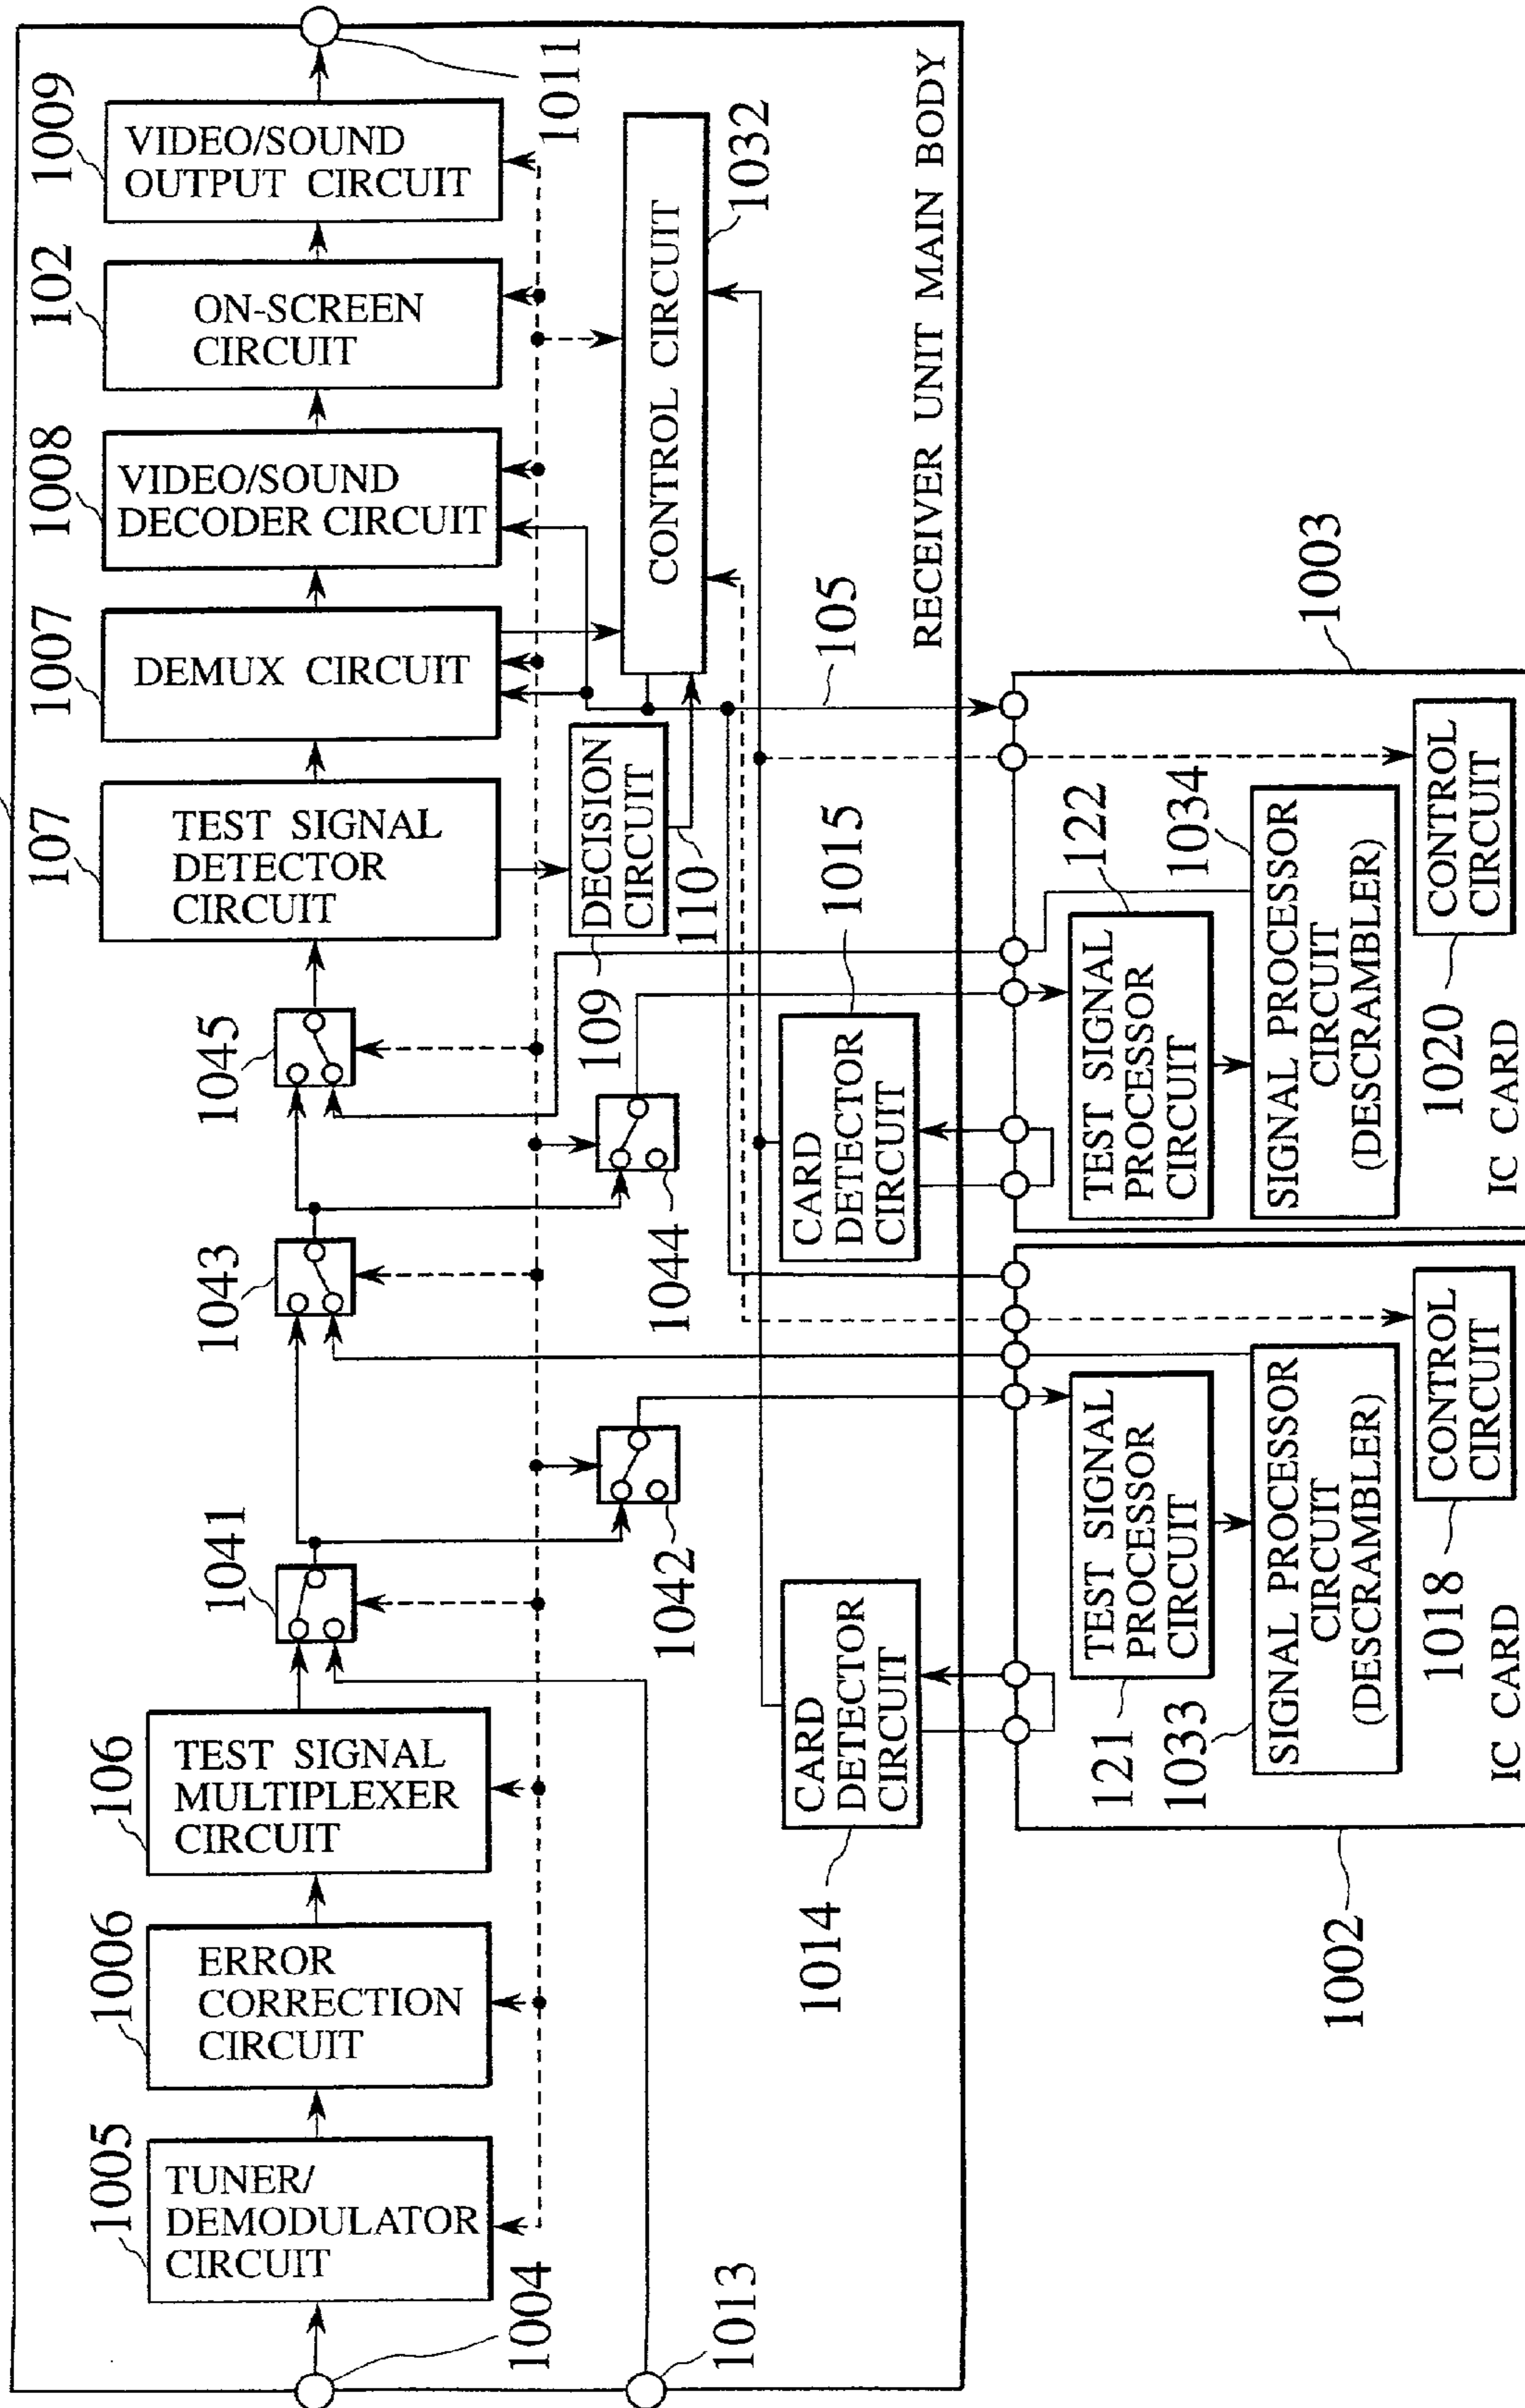 1005
TUNER/
DEMODULATOR
CIRCUIT
1006
ERROR
CORRECTION
CIRCUIT
106
TEST SIGNAL
MULTIPLEXER
CIRCUIT
1041
1043
1045
107
TEST SIGNAL
DETECTOR
CIRCUIT
1007
DEMUX CIRCUIT
1008
VIDEO/SOUND
DECODER CIRCUIT
102
ON-SCREEN
CIRCUIT
1009
VIDEO/SOUND
OUTPUT CIRCUIT
1011
1004
1013
1042
1044
109
DECISION
CIRCUIT
110
CONTROL CIRCUIT
1032
1014
CARD
DETECTOR
CIRCUIT
1015
CARD
DETECTOR
CIRCUIT
105
RECEIVER UNIT MAIN BODY
1002
121
TEST SIGNAL
PROCESSOR
CIRCUIT
1033
SIGNAL PROCESSOR
CIRCUIT
(DESCRAMBLER)
1018
CONTROL
CIRCUIT
IC CARD
1003
122
TEST SIGNAL
PROCESSOR
CIRCUIT
1034
SIGNAL PROCESSOR
CIRCUIT
(DESCRAMBLER)
1020
CONTROL
CIRCUIT
IC CARD